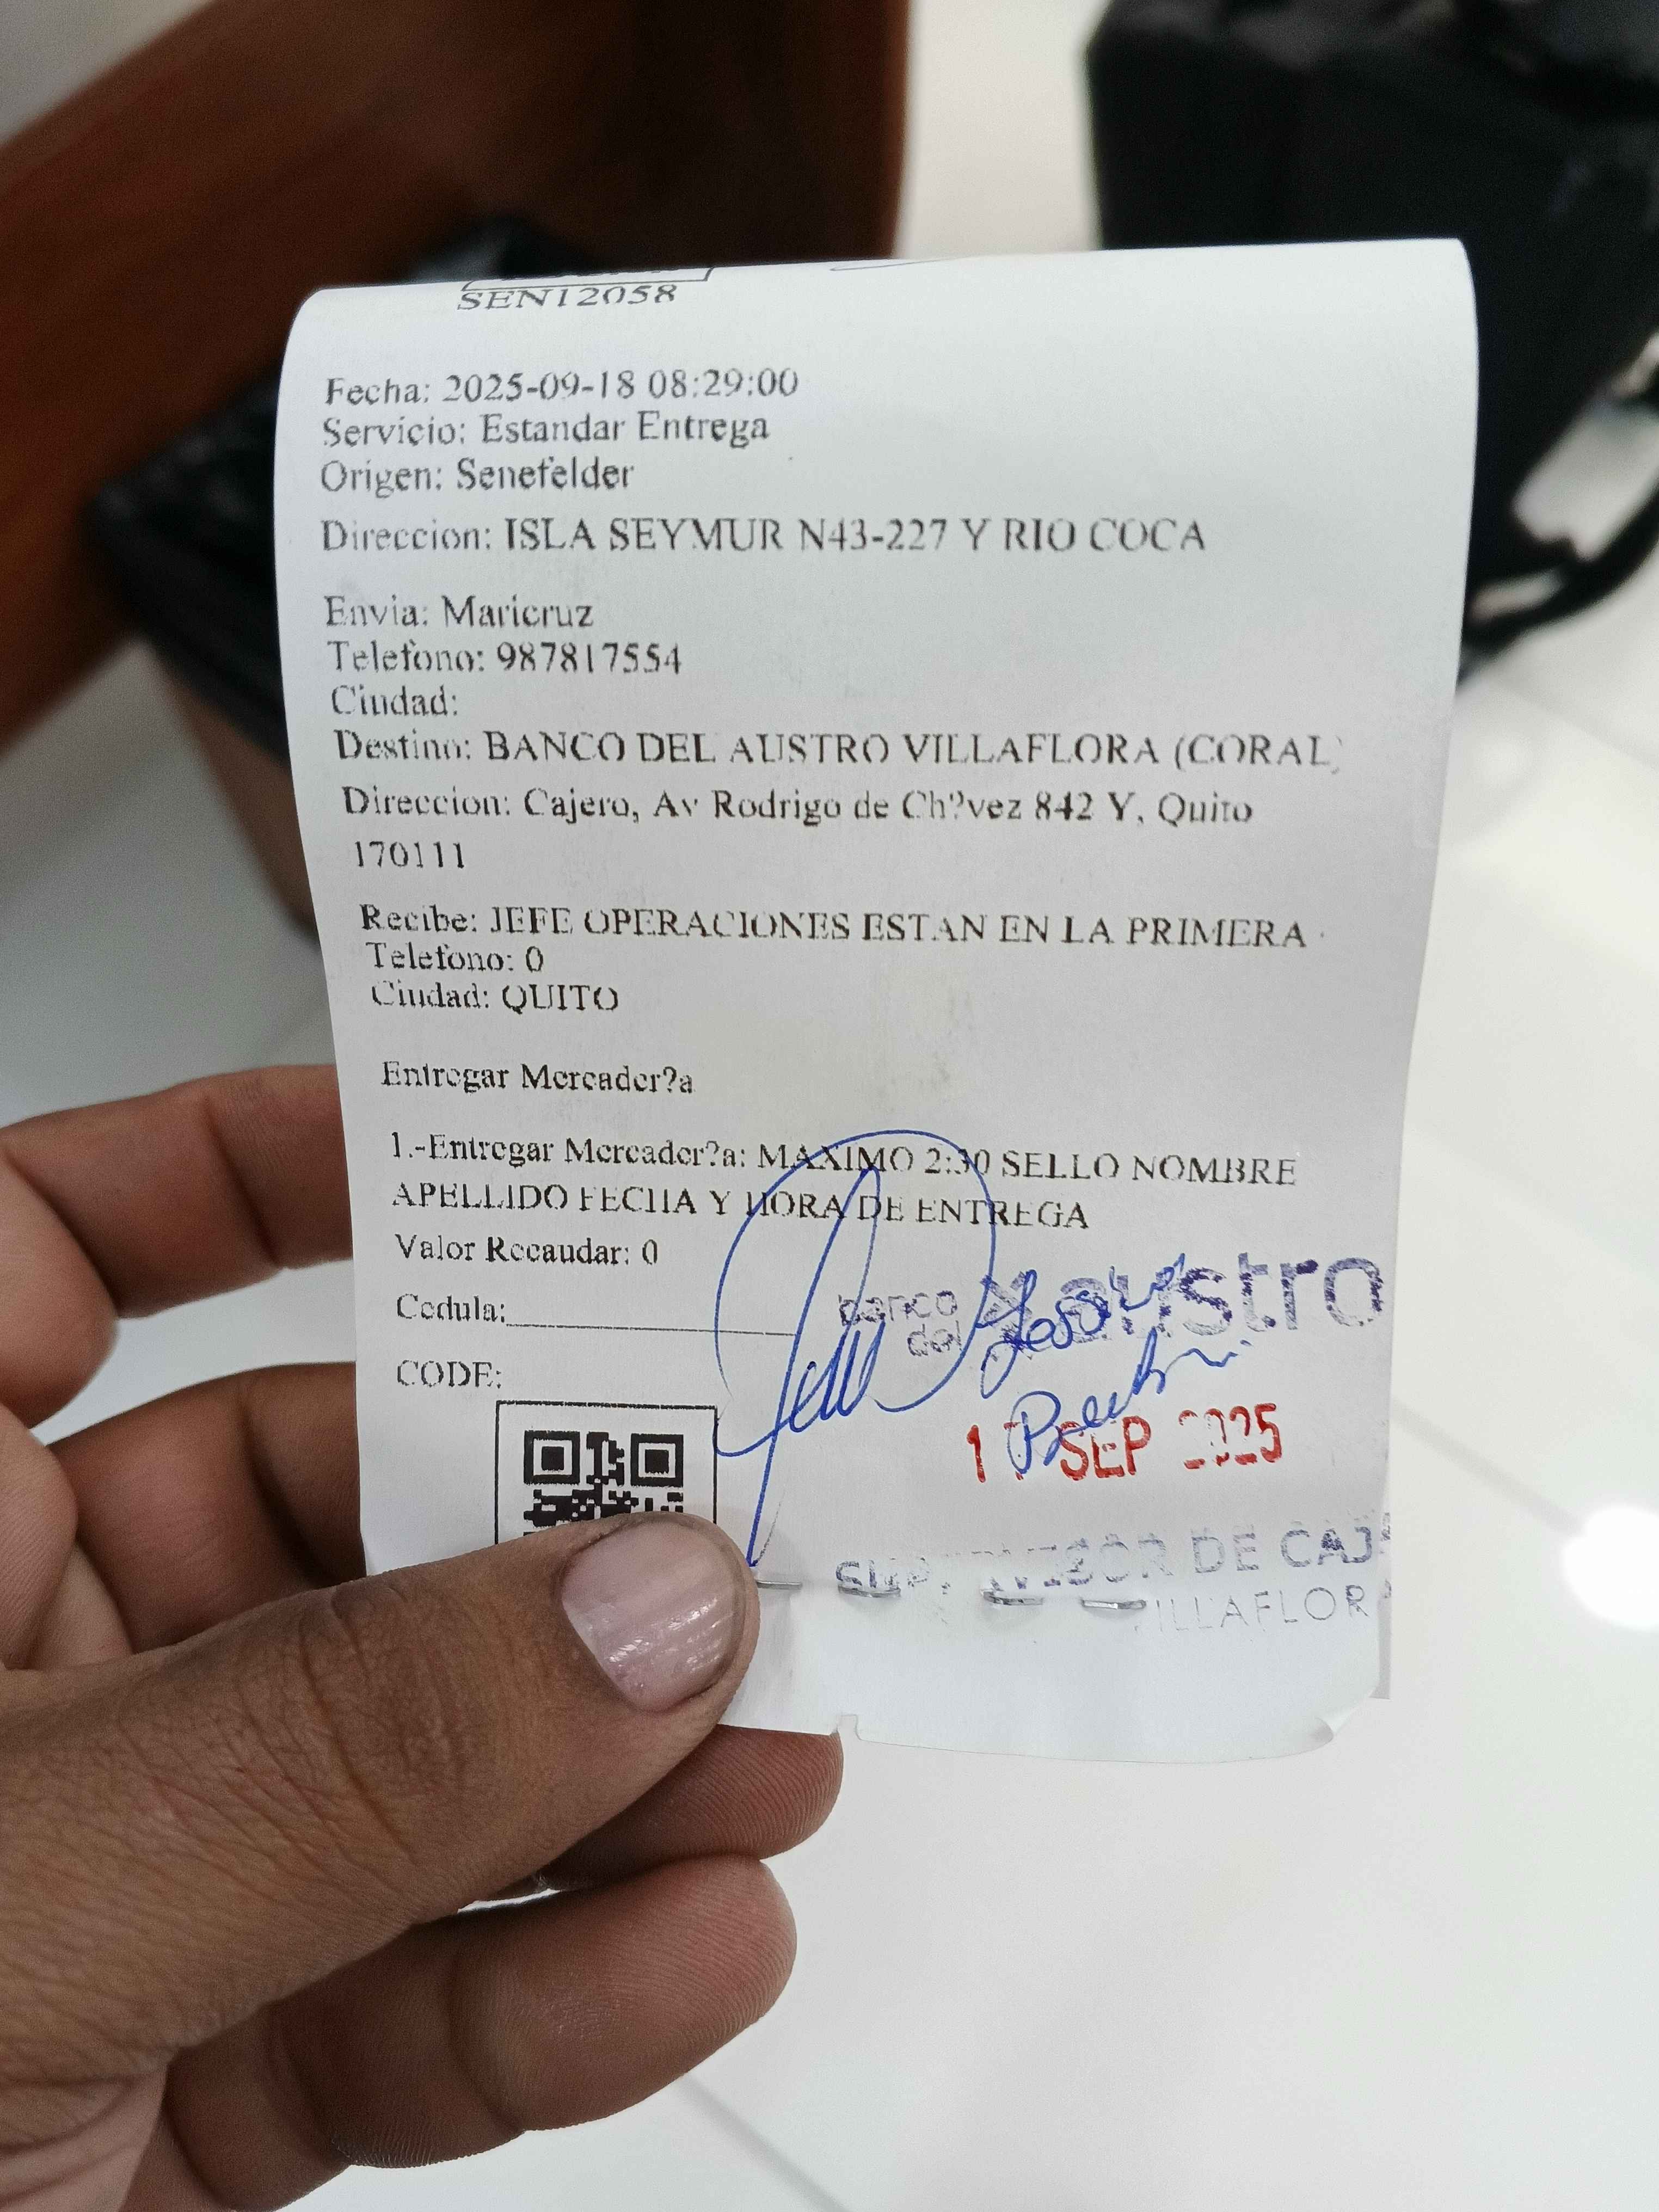 SEN12058
Fecha: 2025-09-18 08:29:00
Servicio: Estandar Entrega
Origen: Senefelder
Direccion: ISLA SEYMUR N43-227 Y RIO COCA
Envia: Maricruz
Telefono: 987817554
Ciudad:
Destino: BANCO DEL AUSTRO VILLAFLORA (CORAL)
Direccion: Cajero, Av Rodrigo de Ch?vez 842 Y, Quito
170111
Recibe: JEFE OPERACIONES ESTAN EN LA PRIMERA
Telefono: 0
Ciudad: QUITO
Entregar Mercader?a
1.-Entregar Mercader?a: MAXIMO 2:30 SELLO NOMBRE
APELLIDO FECHA Y HORA DE ENTREGA
Valor Recaudar: 0
Cedula:
banco del austro
CODE:
SEP 2025
SUPERVISOR DE CAJ
VILLAFLOR